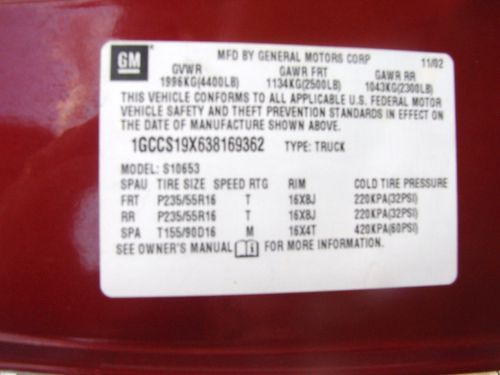 GM
MFD BY GENERAL MOTORS CORP 11/02
GVWR GAWR FRT GAWR RR
1996KG(4400LB) 1134KG(2500LB) 1043KG(2300LB)
THIS VEHICLE CONFORMS TO ALL APPLICABLE U.S. FEDERAL MOTOR
VEHICLE SAFETY AND THEFT PREVENTION STANDARDS IN EFFECT ON
THE DATE OF MANUFACTURE SHOWN ABOVE.
1GCCS19X638169362 TYPE: TRUCK
MODEL: S10653
SPAU TIRE SIZE SPEED RTG RIM COLD TIRE PRESSURE
FRT P235/55R16 T 16X8J 220KPA(32PSI)
RR P235/55R16 T 16X8J 220KPA(32PSI)
SPA T155/90D16 M 16X4T 420KPA(60PSI)
SEE OWNER'S MANUAL FOR MORE INFORMATION.